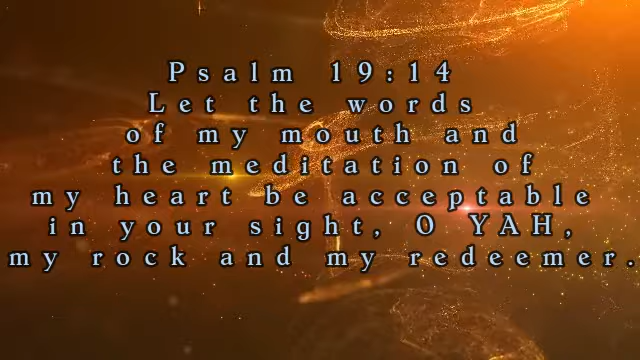 Psalm 19:14
Let the words
of my mouth and
the meditation of
my heart be acceptable
in your sight, O YAH,
my rock and my redeemer.